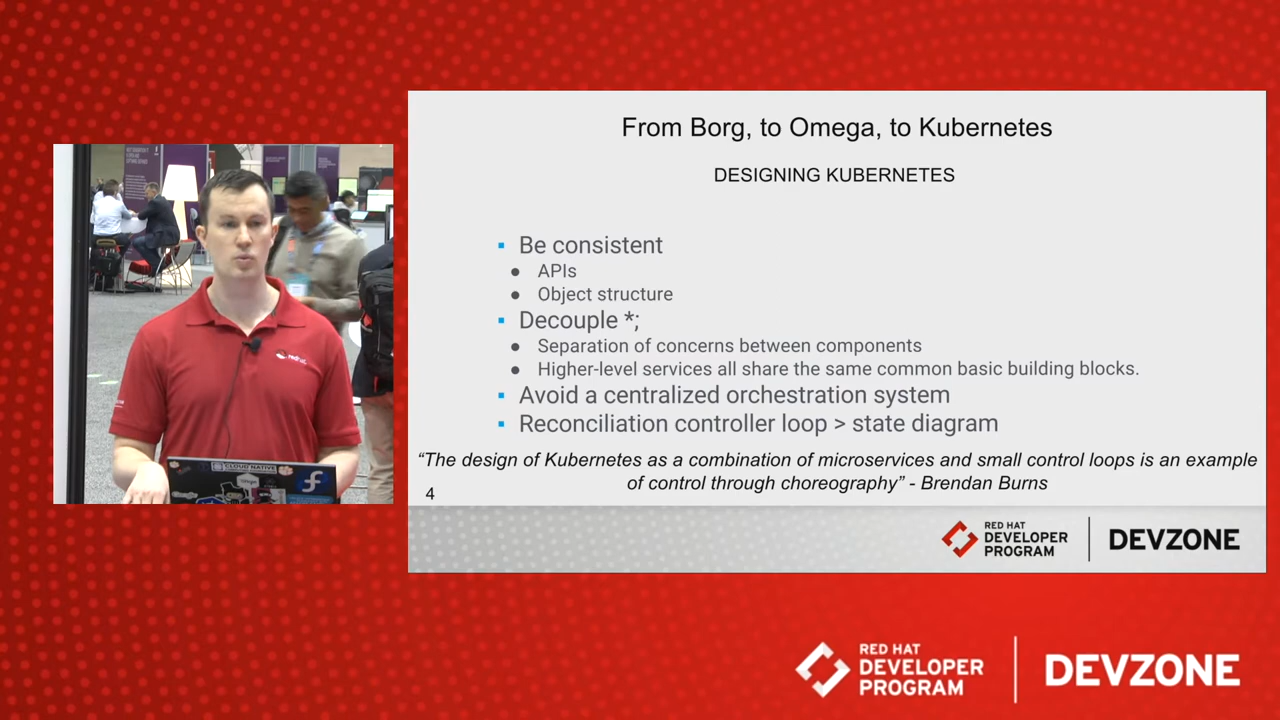 From Borg, to Omega, to Kubernetes
DESIGNING KUBERNETES
Be consistent
APIs
Object structure
Decouple *;
Separation of concerns between components
Higher-level services all share the same common basic building blocks.
Avoid a centralized orchestration system
Reconciliation controller loop > state diagram
“The design of Kubernetes as a combination of microservices and small control loops is an example
of control through choreography” - Brendan Burns
4
RED HAT
DEVELOPER
PROGRAM
DEVZONE
redhat
CLOUD NATIVE
RED HAT
DEVELOPER
PROGRAM
DEVZONE